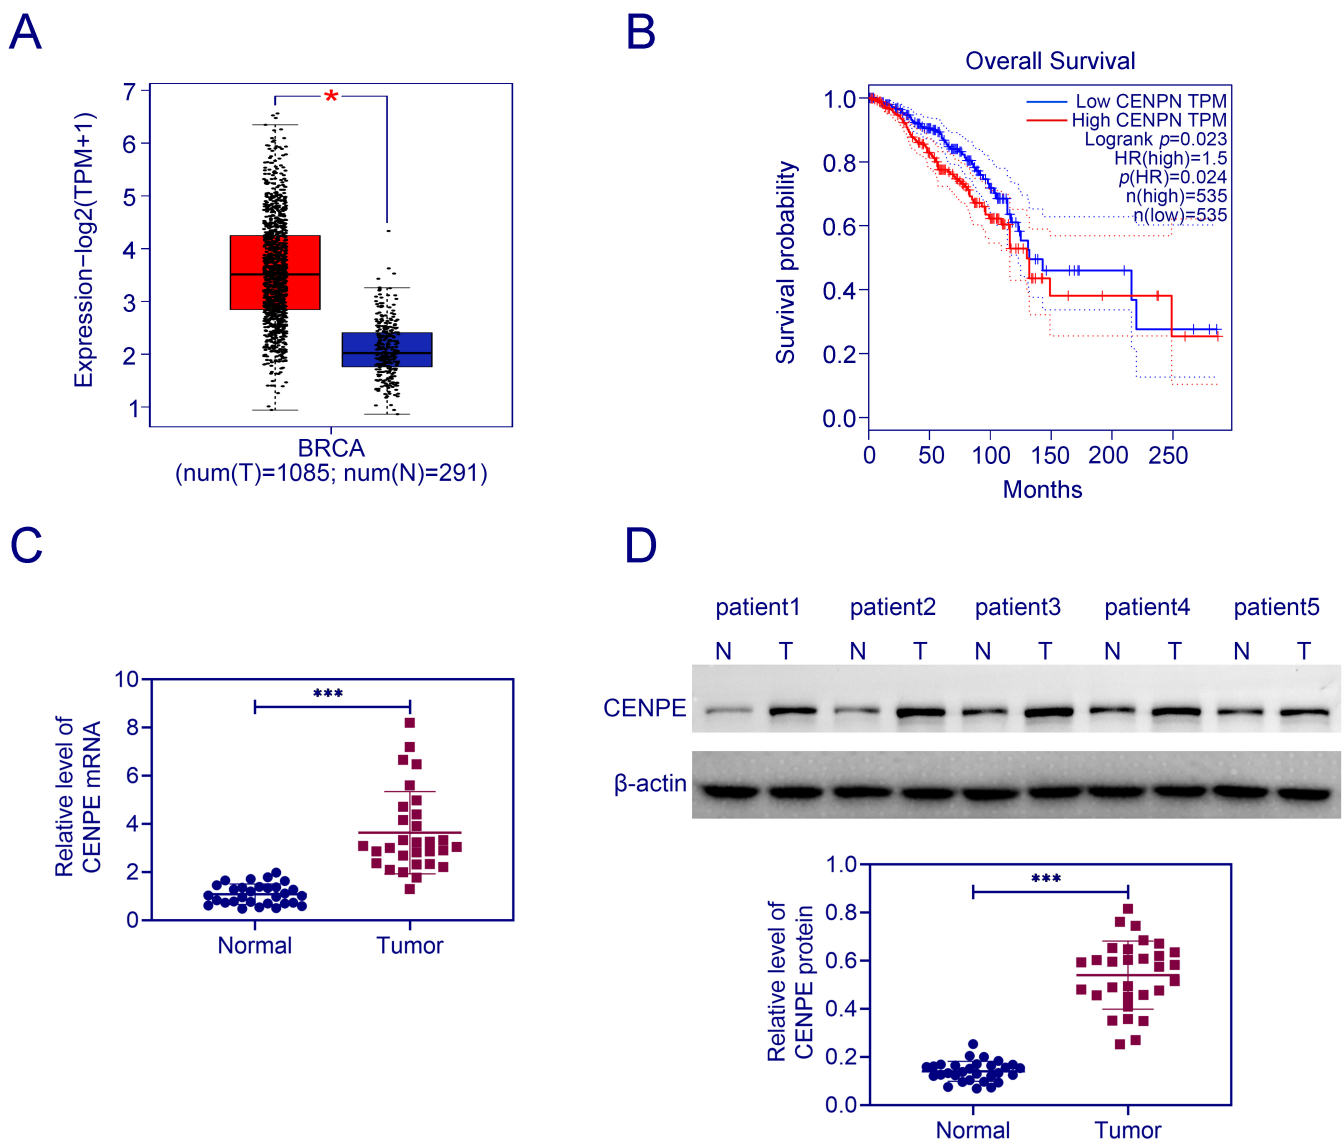 A
Expression-log2(TPM+1)
7
6
5
4
3
2
1
*
BRCA
(num(T)=1085; num(N)=291)
B
Overall Survival
Survival probability
1.0
0.8
0.6
0.4
0.2
0.0
Low CENPN TPM
High CENPN TPM
Logrank p=0.023
HR(high)=1.5
p(HR)=0.024
n(high)=535
n(low)=535
0 50 100 150 200 250
Months
C
Relative level of
CENPE mRNA
10
8
6
4
2
0
***
Normal Tumor
D
patient1 patient2 patient3 patient4 patient5
N T N T N T N T N T
CENPE
β-actin
Relative level of
CENPE protein
1.0
0.8
0.6
0.4
0.2
0.0
***
Normal Tumor